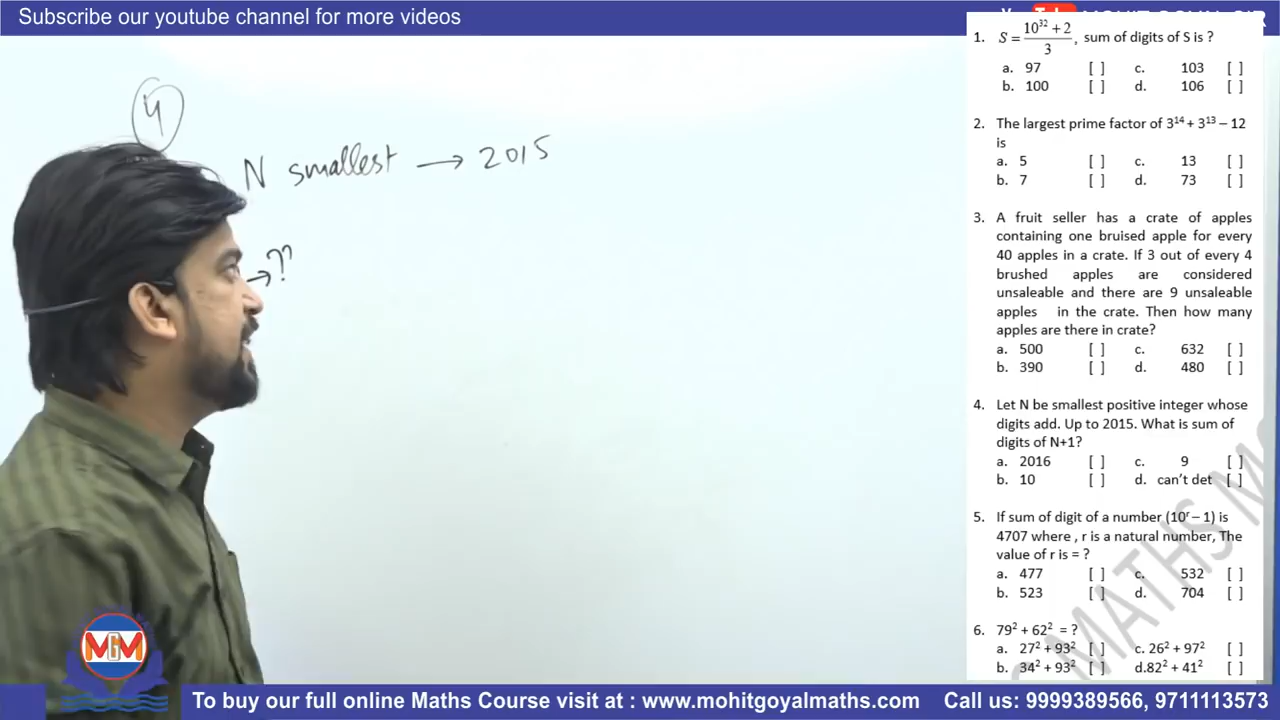 Subscribe our youtube channel for more videos
4
N smallest → 2015
→ ??
1. S = (10³² + 2)/3, sum of digits of S is ?
a. 97 [ ] c. 103 [ ]
b. 100 [ ] d. 106 [ ]
2. The largest prime factor of 3¹⁴ + 3¹³ – 12
is
a. 5 [ ] c. 13 [ ]
b. 7 [ ] d. 73 [ ]
3. A fruit seller has a crate of apples
containing one bruised apple for every
40 apples in a crate. If 3 out of every 4
brushed apples are considered
unsaleable and there are 9 unsaleable
apples in the crate. Then how many
apples are there in crate?
a. 500 [ ] c. 632 [ ]
b. 390 [ ] d. 480 [ ]
4. Let N be smallest positive integer whose
digits add. Up to 2015. What is sum of
digits of N+1?
a. 2016 [ ] c. 9 [ ]
b. 10 [ ] d. can't det [ ]
5. If sum of digit of a number (10ʳ – 1) is
4707 where , r is a natural number, The
value of r is = ?
a. 477 [ ] c. 532 [ ]
b. 523 [ ] d. 704 [ ]
6. 79² + 62² = ?
a. 27² + 93² [ ] c. 26² + 97² [ ]
b. 34² + 93² [ ] d.82² + 41² [ ]
MGM
To buy our full online Maths Course visit at : www.mohitgoyalmaths.com Call us: 9999389566, 9711113573